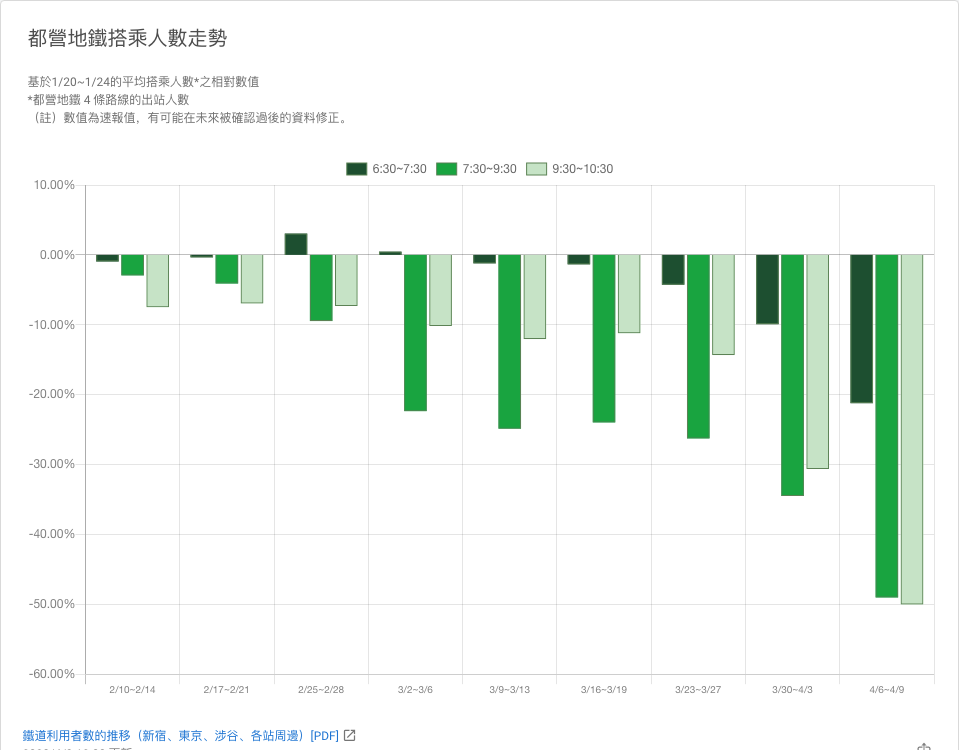 都營地鐵搭乘人數走勢
基於1/20~1/24的平均搭乘人數*之相對數值
*都營地鐵 4 條路線的出站人數
（註）數值為速報值，有可能在未來被確認過後的資料修正。
6:30~7:30 7:30~9:30 9:30~10:30
10.00%
0.00%
-10.00%
-20.00%
-30.00%
-40.00%
-50.00%
-60.00%
2/10~2/14 2/17~2/21 2/25~2/28 3/2~3/6 3/9~3/13 3/16~3/19 3/23~3/27 3/30~4/3 4/6~4/9
鐵道利用者數的推移（新宿、東京、涉谷、各站周邊）[PDF]